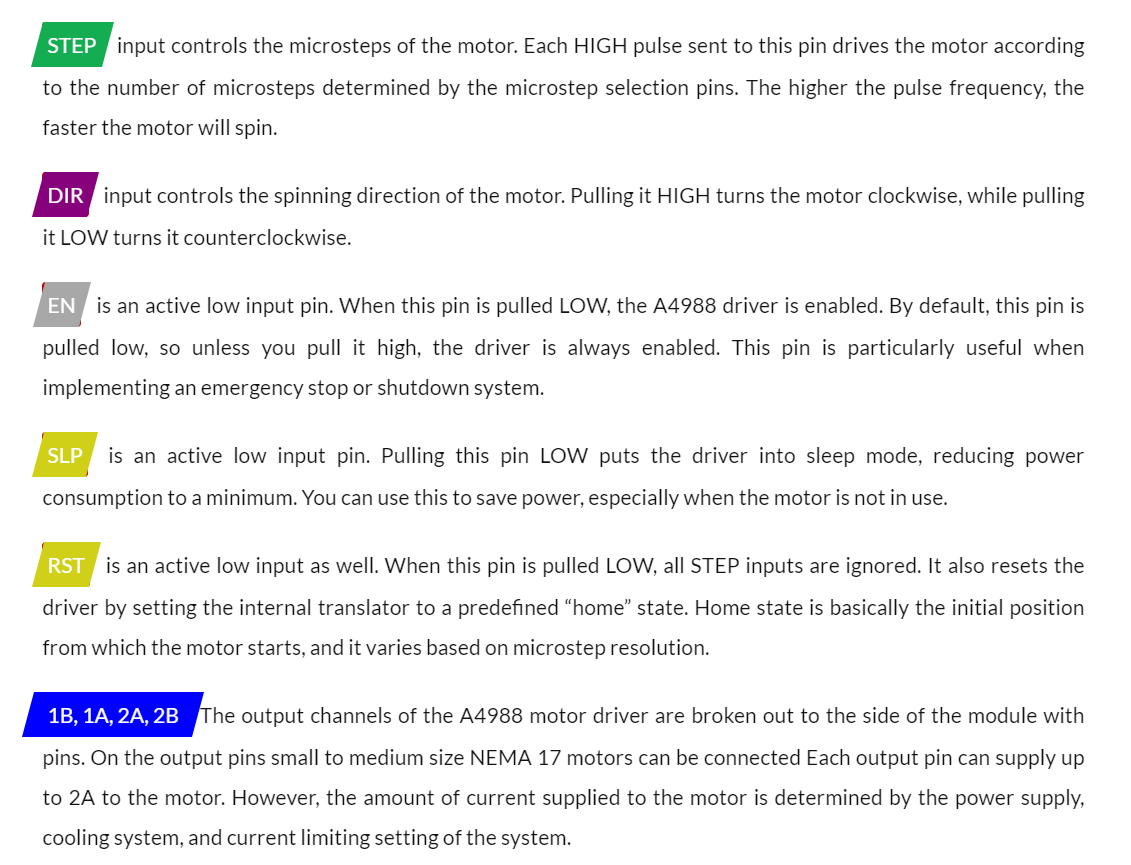 STEP input controls the microsteps of the motor. Each HIGH pulse sent to this pin drives the motor according
to the number of microsteps determined by the microstep selection pins. The higher the pulse frequency, the
faster the motor will spin.
DIR input controls the spinning direction of the motor. Pulling it HIGH turns the motor clockwise, while pulling
it LOW turns it counterclockwise.
EN is an active low input pin. When this pin is pulled LOW, the A4988 driver is enabled. By default, this pin is
pulled low, so unless you pull it high, the driver is always enabled. This pin is particularly useful when
implementing an emergency stop or shutdown system.
SLP is an active low input pin. Pulling this pin LOW puts the driver into sleep mode, reducing power
consumption to a minimum. You can use this to save power, especially when the motor is not in use.
RST is an active low input as well. When this pin is pulled LOW, all STEP inputs are ignored. It also resets the
driver by setting the internal translator to a predefined “home” state. Home state is basically the initial position
from which the motor starts, and it varies based on microstep resolution.
1B, 1A, 2A, 2B The output channels of the A4988 motor driver are broken out to the side of the module with
pins. On the output pins small to medium size NEMA 17 motors can be connected Each output pin can supply up
to 2A to the motor. However, the amount of current supplied to the motor is determined by the power supply,
cooling system, and current limiting setting of the system.